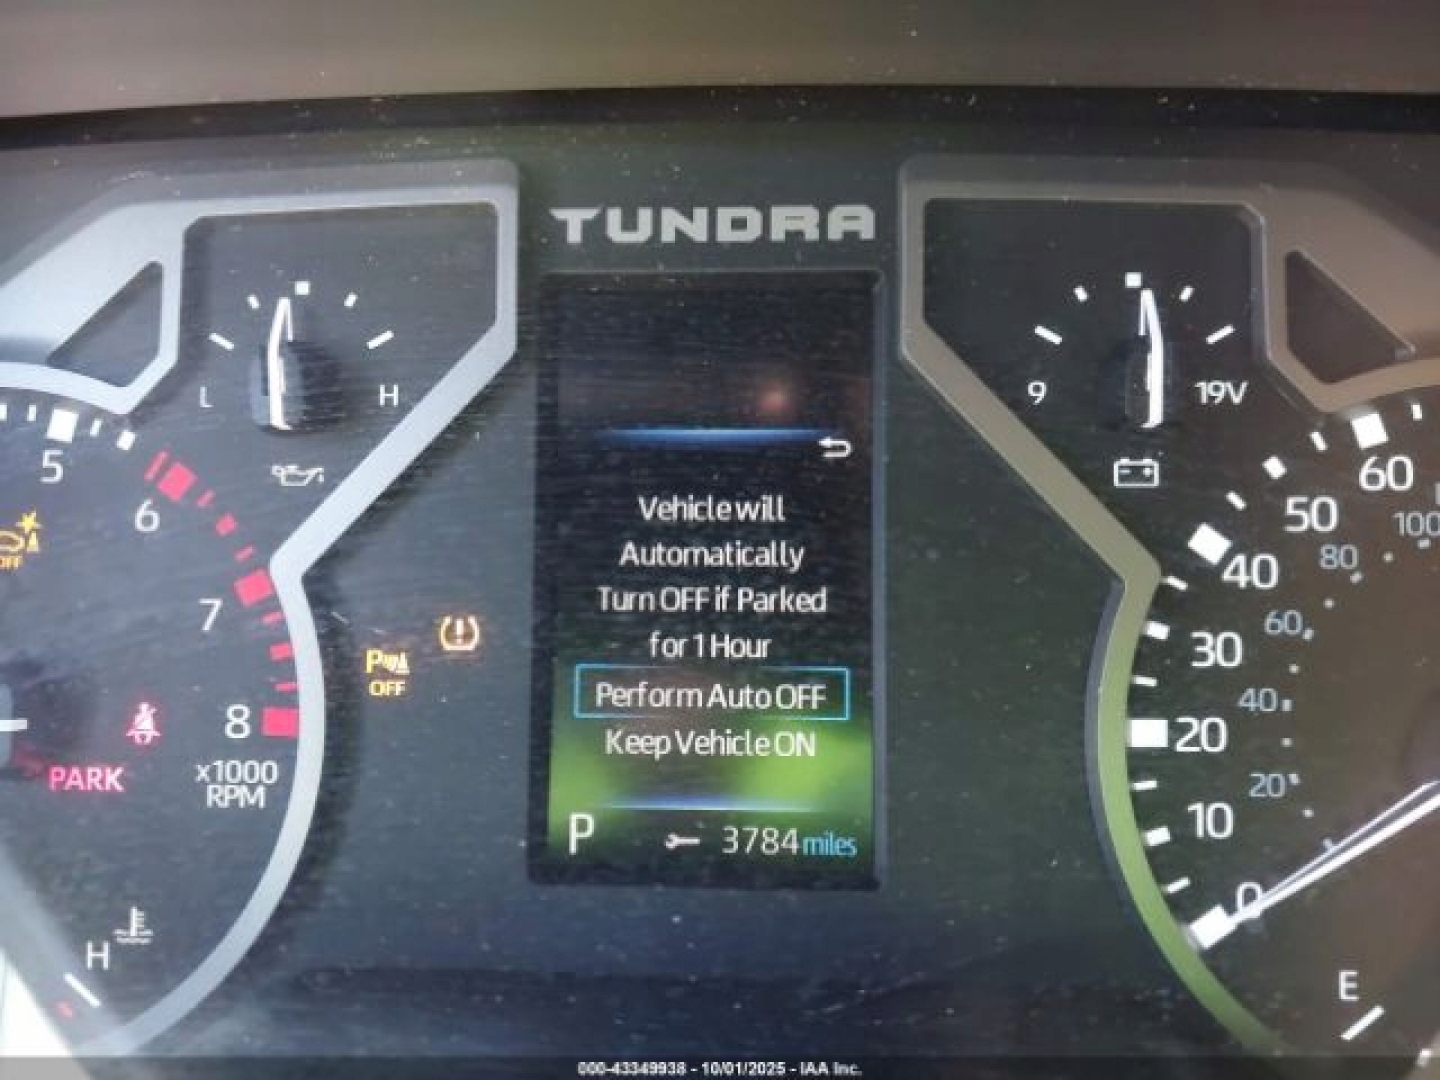 TUNDRA
L
H
9
19V
5
6
7
8
x1000
RPM
OFF
P
OFF
PARK
H
Vehicle will
Automatically
Turn OFF if Parked
for 1 Hour
Perform Auto OFF
Keep Vehicle ON
P 3784 miles
60
50
40
30
20
10
0
100
80
60
40
20
E
000-43349938 - 10/01/2025 - IAA Inc.